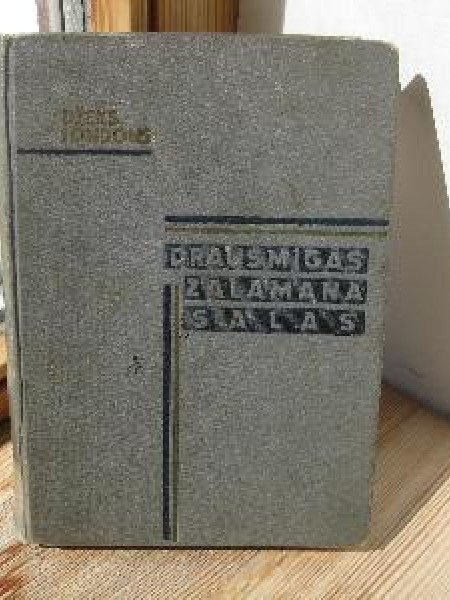 DŽEKS
LONDONS
DRAUSMIGAS
ZALAMANA
SALAS